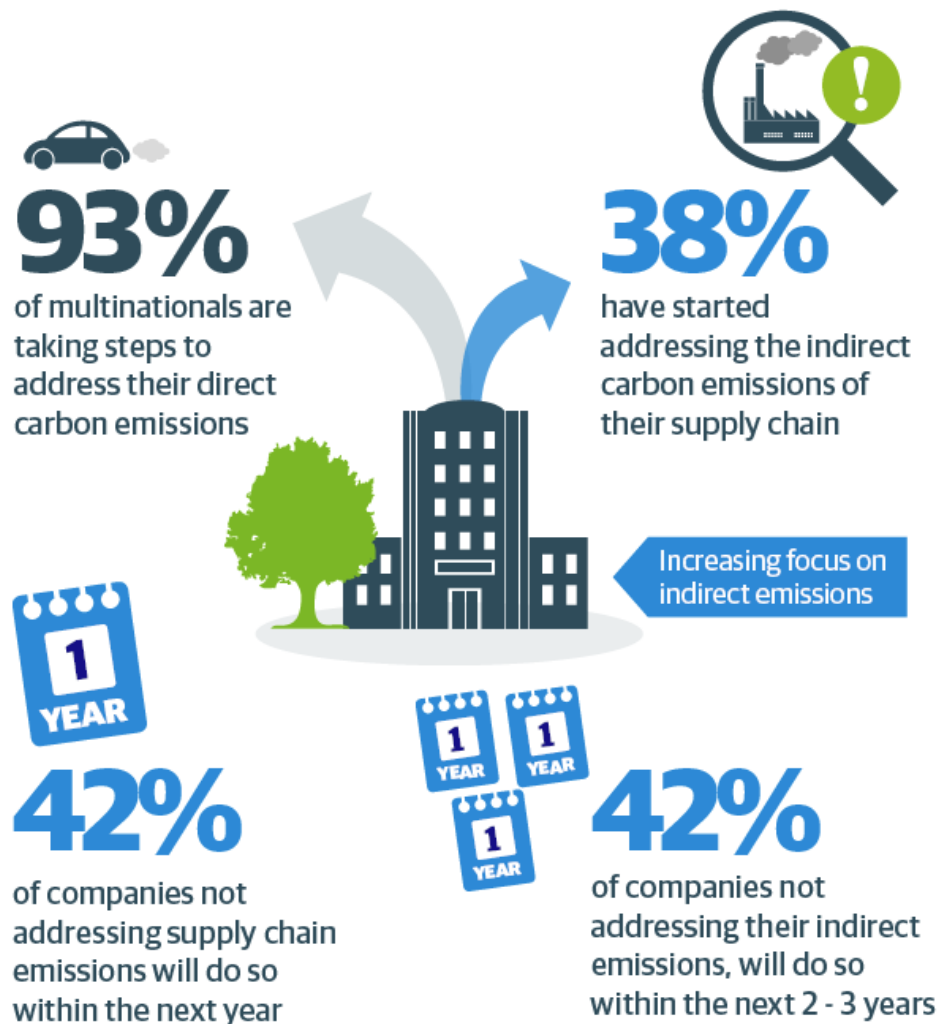 93%
of multinationals are
taking steps to
address their direct
carbon emissions
!
38%
have started
addressing the indirect
carbon emissions of
their supply chain
Increasing focus on
indirect emissions
1
YEAR
42%
of companies not
addressing supply chain
emissions will do so
within the next year
1
YEAR
1
YEAR
1
YEAR
42%
of companies not
addressing their indirect
emissions, will do so
within the next 2 - 3 years